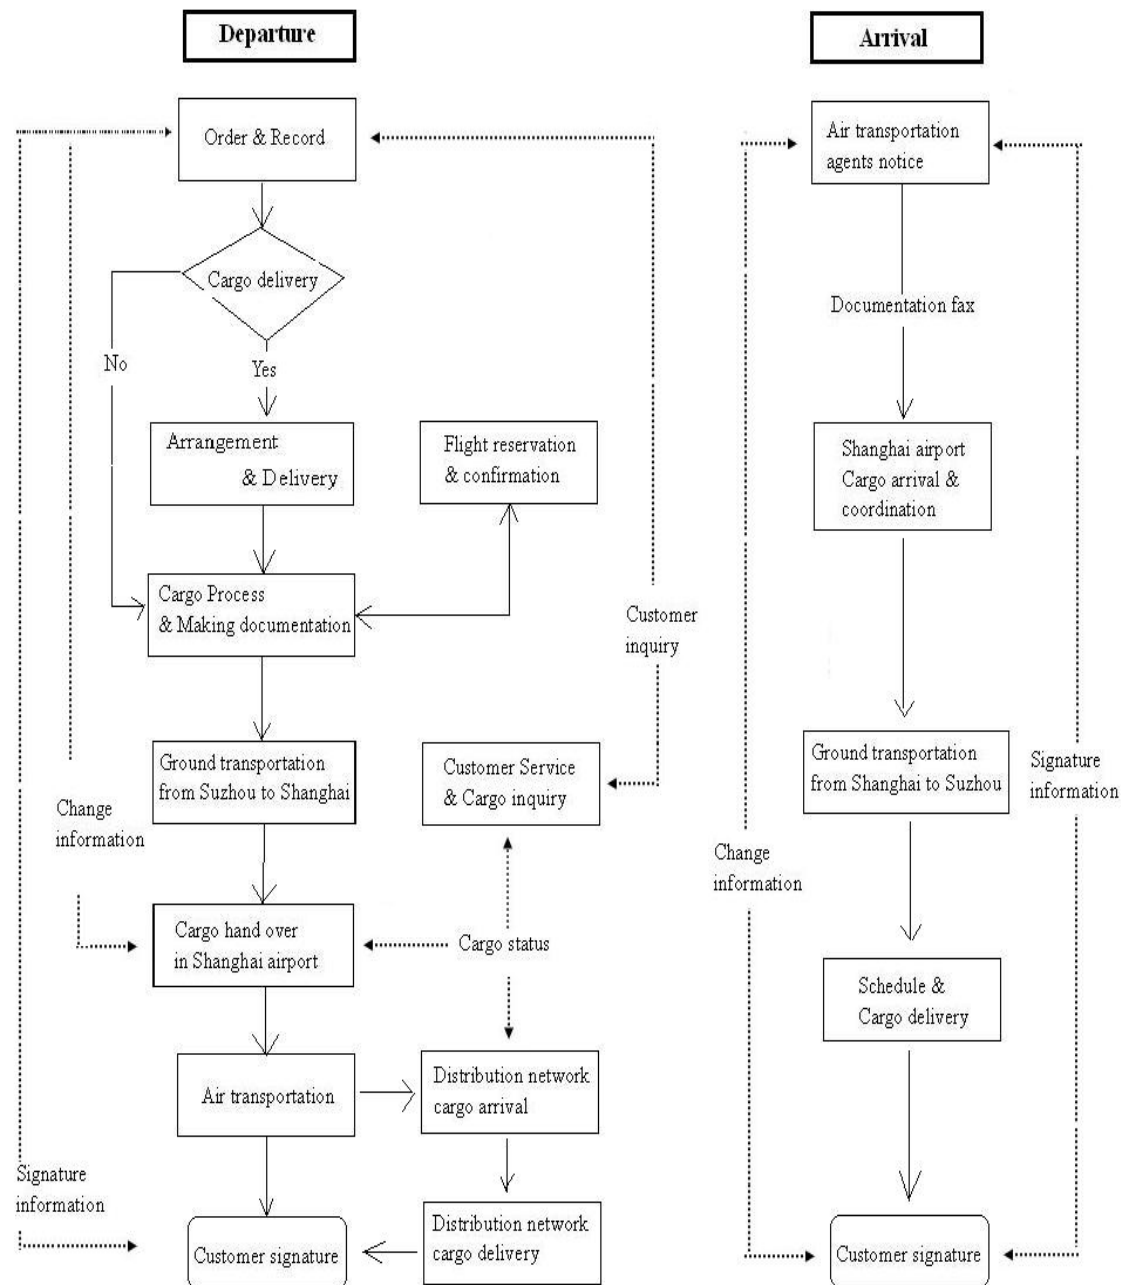 Departure
Order & Record
Cargo delivery
No
Yes
Arrangement
& Delivery
Flight reservation
& confirmation
Cargo Process
& Making documentation
Customer
inquiry
Ground transportation
from Suzhou to Shanghai
Customer Service
& Cargo inquiry
Change
information
Cargo hand over
in Shanghai airport
Cargo status
Air transportation
Distribution network
cargo arrival
Signature
information
Customer signature
Distribution network
cargo delivery
Arrival
Air transportation
agents notice
Documentation fax
Shanghai airport
Cargo arrival &
coordination
Ground transportation
from Shanghai to Suzhou
Signature
information
Change
information
Schedule &
Cargo delivery
Customer signature